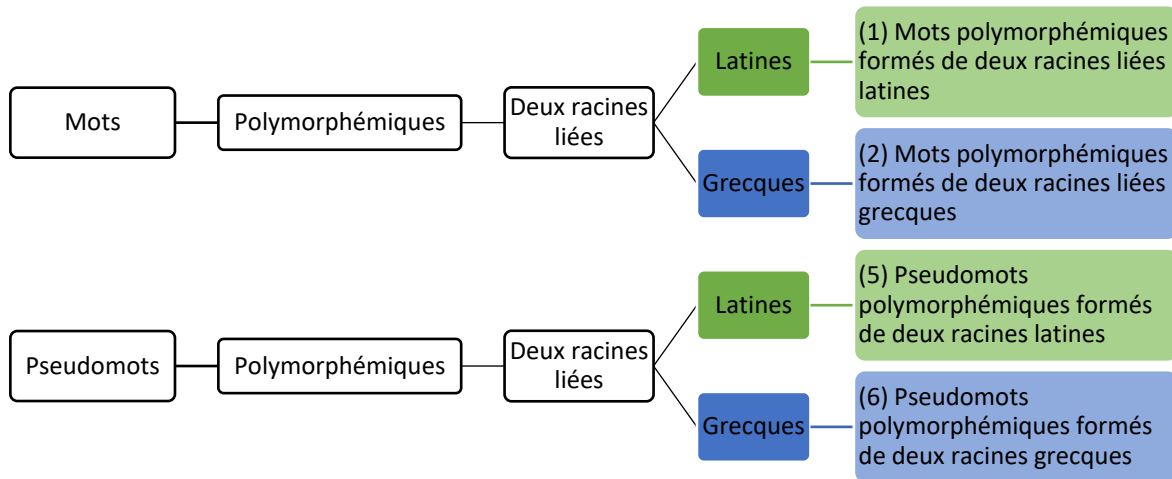 Mots
Polymorphémiques
Deux racines
liées
Latines
(1) Mots polymorphémiques
formés de deux racines liées
latines
Grecques
(2) Mots polymorphémiques
formés de deux racines liées
grecques
Pseudomots
Polymorphémiques
Deux racines
liées
Latines
(5) Pseudomots
polymorphémiques formés
de deux racines latines
Grecques
(6) Pseudomots
polymorphémiques formés
de deux racines grecques